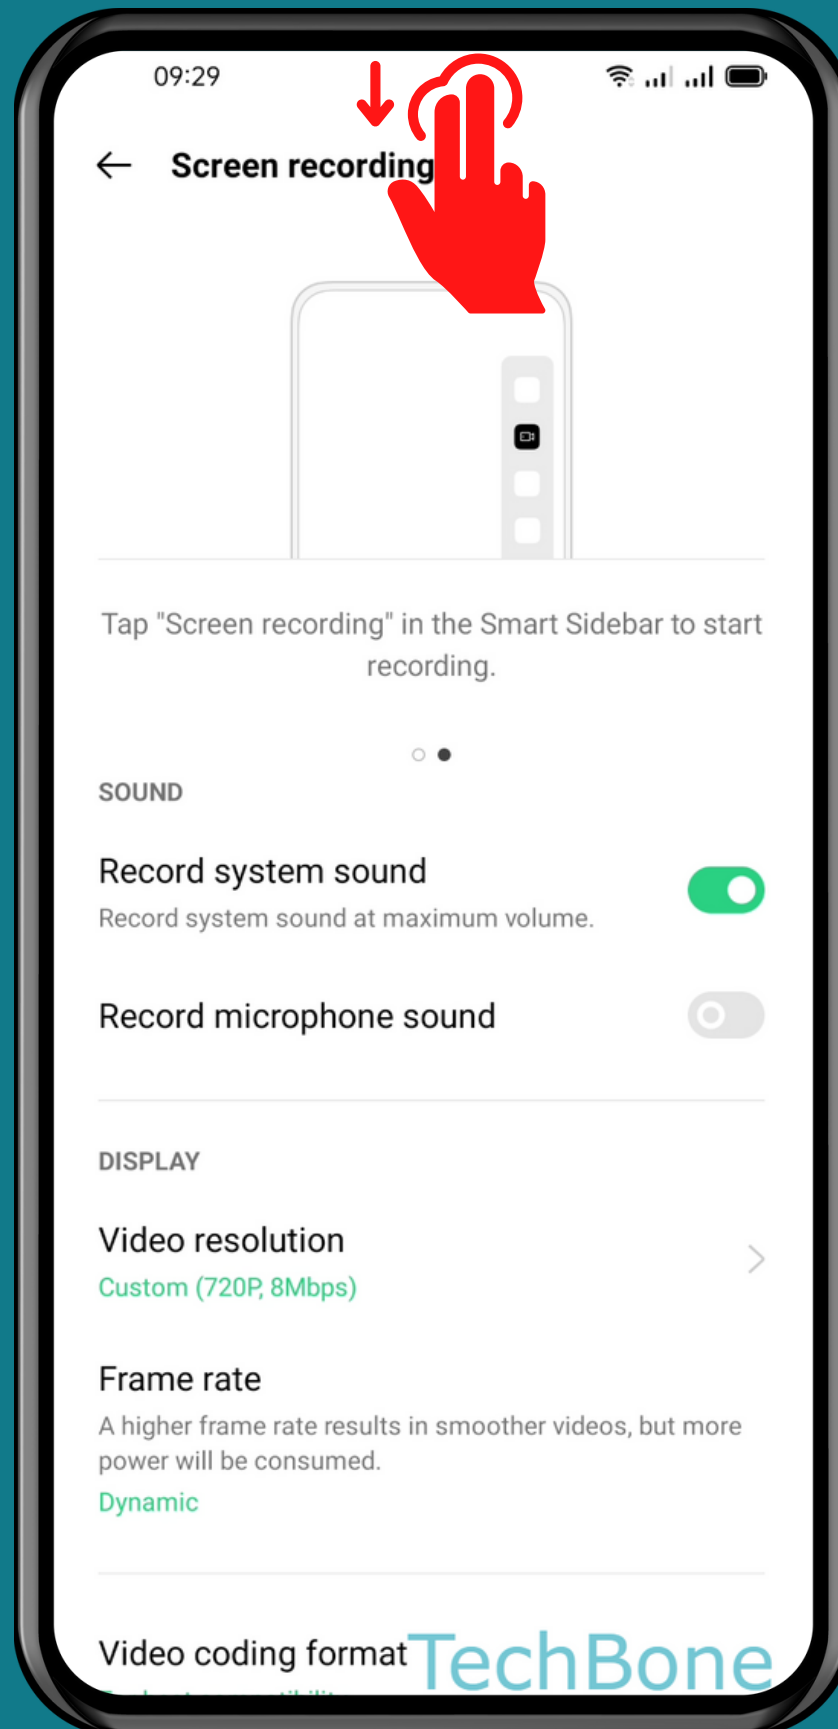 09:29
Screen recording
Tap "Screen recording" in the Smart Sidebar to start
recording.
SOUND
Record system sound
Record system sound at maximum volume.
Record microphone sound
DISPLAY
Video resolution
Custom (720P, 8Mbps)
Frame rate
A higher frame rate results in smoother videos, but more
power will be consumed.
Dynamic
Video coding format
TechBone